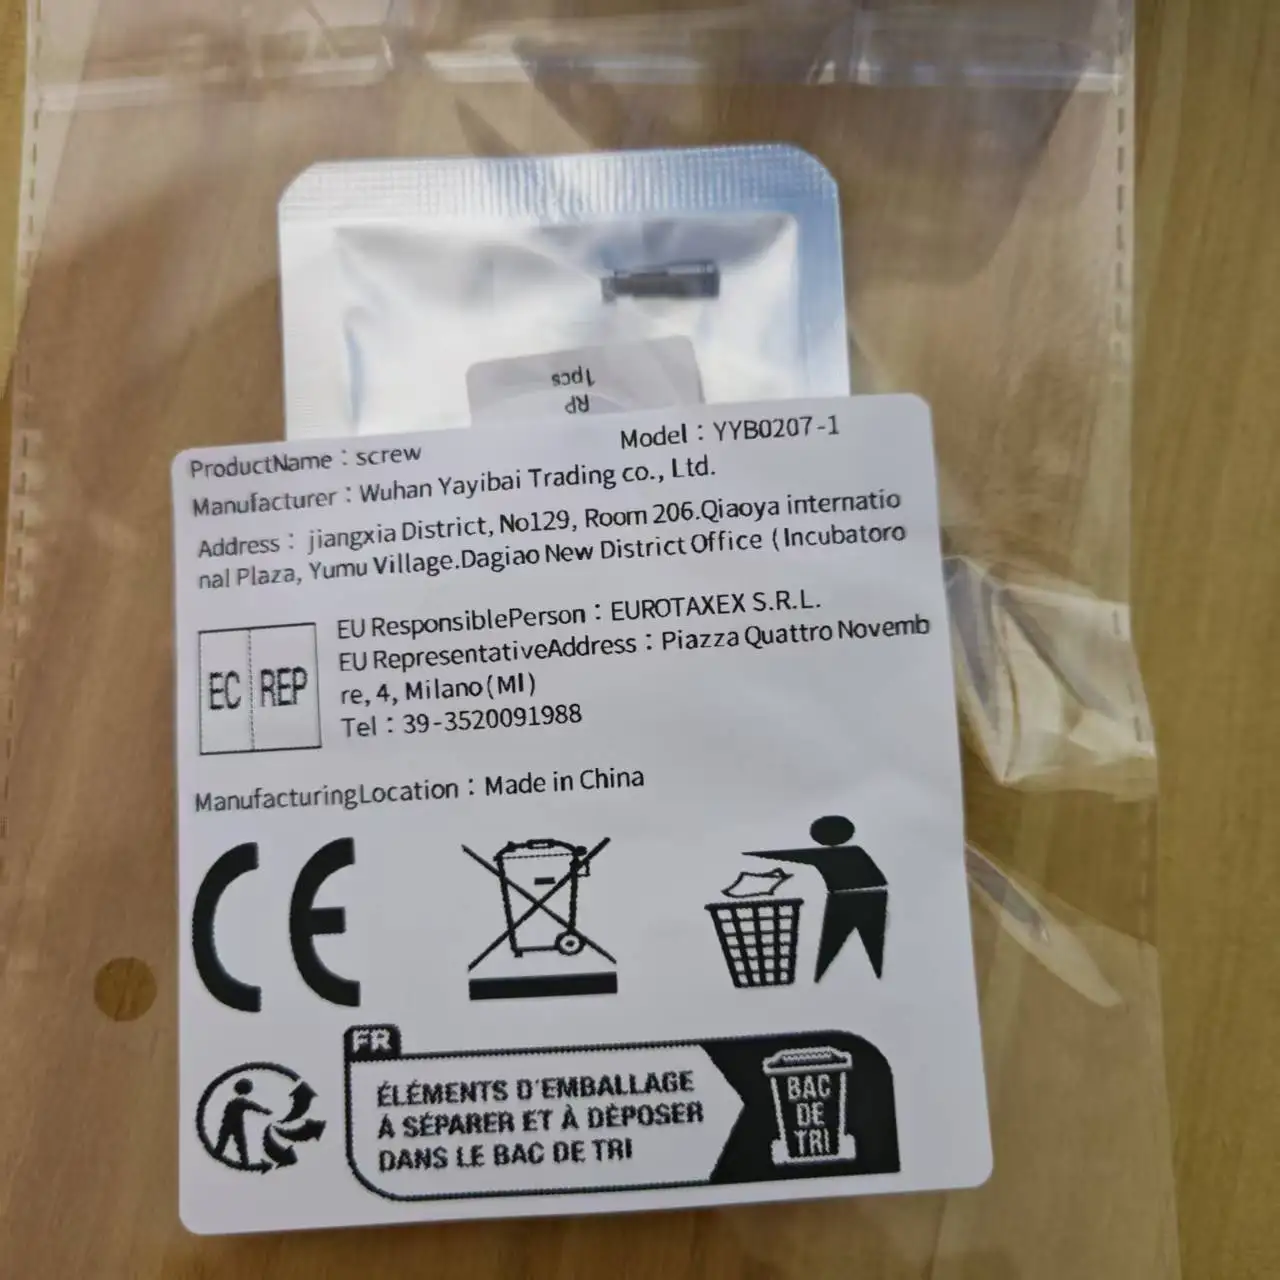 1pcs
RP
ProductName：screw
Model：YYB0207-1
Manufacturer：Wuhan Yayibai Trading co., Ltd.
Address： jiangxia District, No129, Room 206.Qiaoya internatio
nal Plaza, Yumu Village.Dagiao New District Office (Incubatoro
EC REP
EU ResponsiblePerson：EUROTAXEX S.R.L.
EU RepresentativeAddress：Piazza Quattro Novemb
re, 4, Milano(MI)
Tel：39-3520091988
ManufacturingLocation：Made in China
CE
FR
ÉLÉMENTS D'EMBALLAGE
À SÉPARER ET À DÉPOSER
DANS LE BAC DE TRI
BAC
DE
TRI